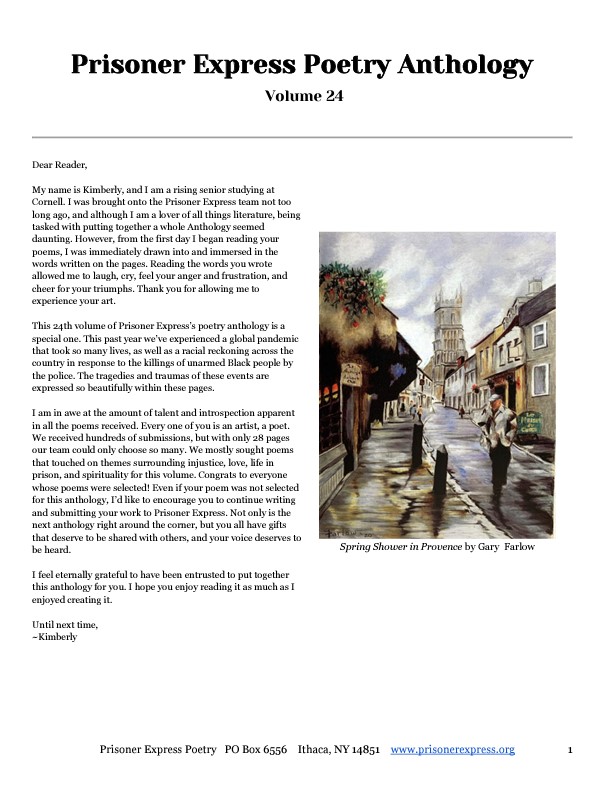 Prisoner Express Poetry Anthology
Volume 24
Dear Reader,
My name is Kimberly, and I am a rising senior studying at
Cornell. I was brought onto the Prisoner Express team not too
long ago, and although I am a lover of all things literature, being
tasked with putting together a whole Anthology seemed
daunting. However, from the first day I began reading your
poems, I was immediately drawn into and immersed in the
words written on the pages. Reading the words you wrote
allowed me to laugh, cry, feel your anger and frustration, and
cheer for your triumphs. Thank you for allowing me to
experience your art.
This 24th volume of Prisoner Express's poetry anthology is a
special one. This past year we've experienced a global pandemic
that took so many lives, as well as a racial reckoning across the
country in response to the killings of unarmed Black people by
the police. The tragedies and traumas of these events are
expressed so beautifully within these pages.
I am in awe at the amount of talent and introspection apparent
in all the poems received. Every one of you is an artist, a poet.
We received hundreds of submissions, but with only 28 pages
our team could only choose so many. We mostly sought poems
that touched on themes surrounding injustice, love, life in
prison, and spirituality for this volume. Congrats to everyone
whose poems were selected! Even if your poem was not selected
for this anthology, I'd like to encourage you to continue writing
and submitting your work to Prisoner Express. Not only is the
next anthology right around the corner, but you all have gifts
that deserve to be shared with others, and your voice deserves to
be heard.
I feel eternally grateful to have been entrusted to put together
this anthology for you. I hope you enjoy reading it as much as I
enjoyed creating it.
Until next time,
~Kimberly
Spring Shower in Provence by Gary Farlow
Prisoner Express Poetry PO Box 6556 Ithaca, NY 14851 www.prisonerexpress.org 1